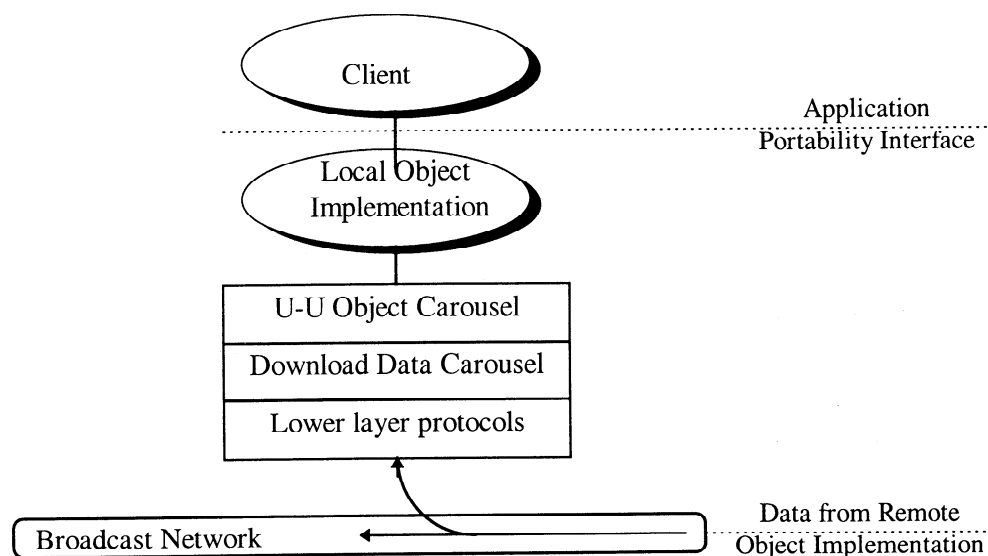 Client
Application
Portability Interface
Local Object
Implementation
U-U Object Carousel
Download Data Carousel
Lower layer protocols
Data from Remote
Broadcast Network
Object Implementation